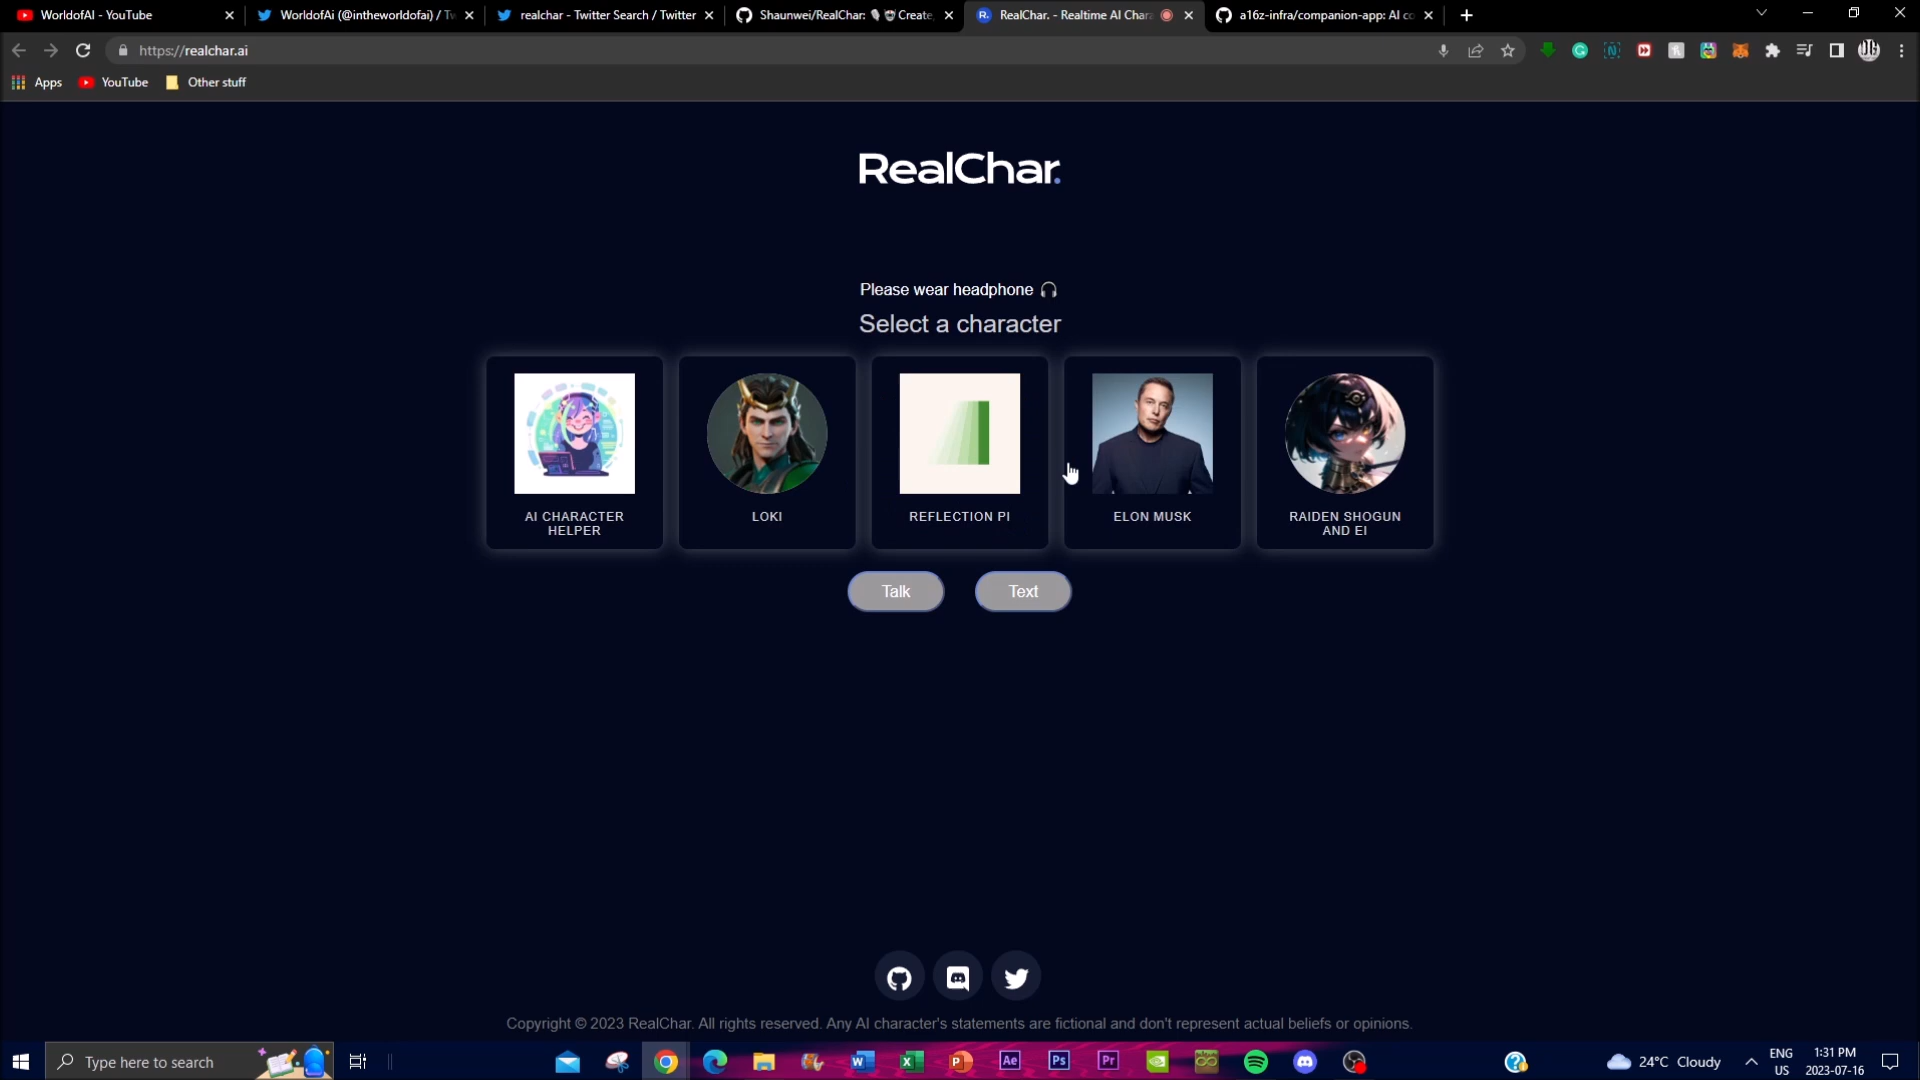 WorldofAI - YouTube
WorldofAi (@intheworldofai) / Tw
realchar - Twitter Search / Twitter
Shaunwei/RealChar: 🎙️🤖Create,
RealChar. - Realtime AI Chara
a16z-infra/companion-app: AI co
https://realchar.ai
Apps
YouTube
Other stuff
RealChar.
Please wear headphone 🎧
Select a character
AI CHARACTER
HELPER
LOKI
REFLECTION PI
ELON MUSK
RAIDEN SHOGUN
AND EI
Talk
Text
Copyright © 2023 RealChar. All rights reserved. Any AI character's statements are fictional and don't represent actual beliefs or opinions.
Type here to search
24°C Cloudy
ENG
US
1:31 PM
2023-07-16